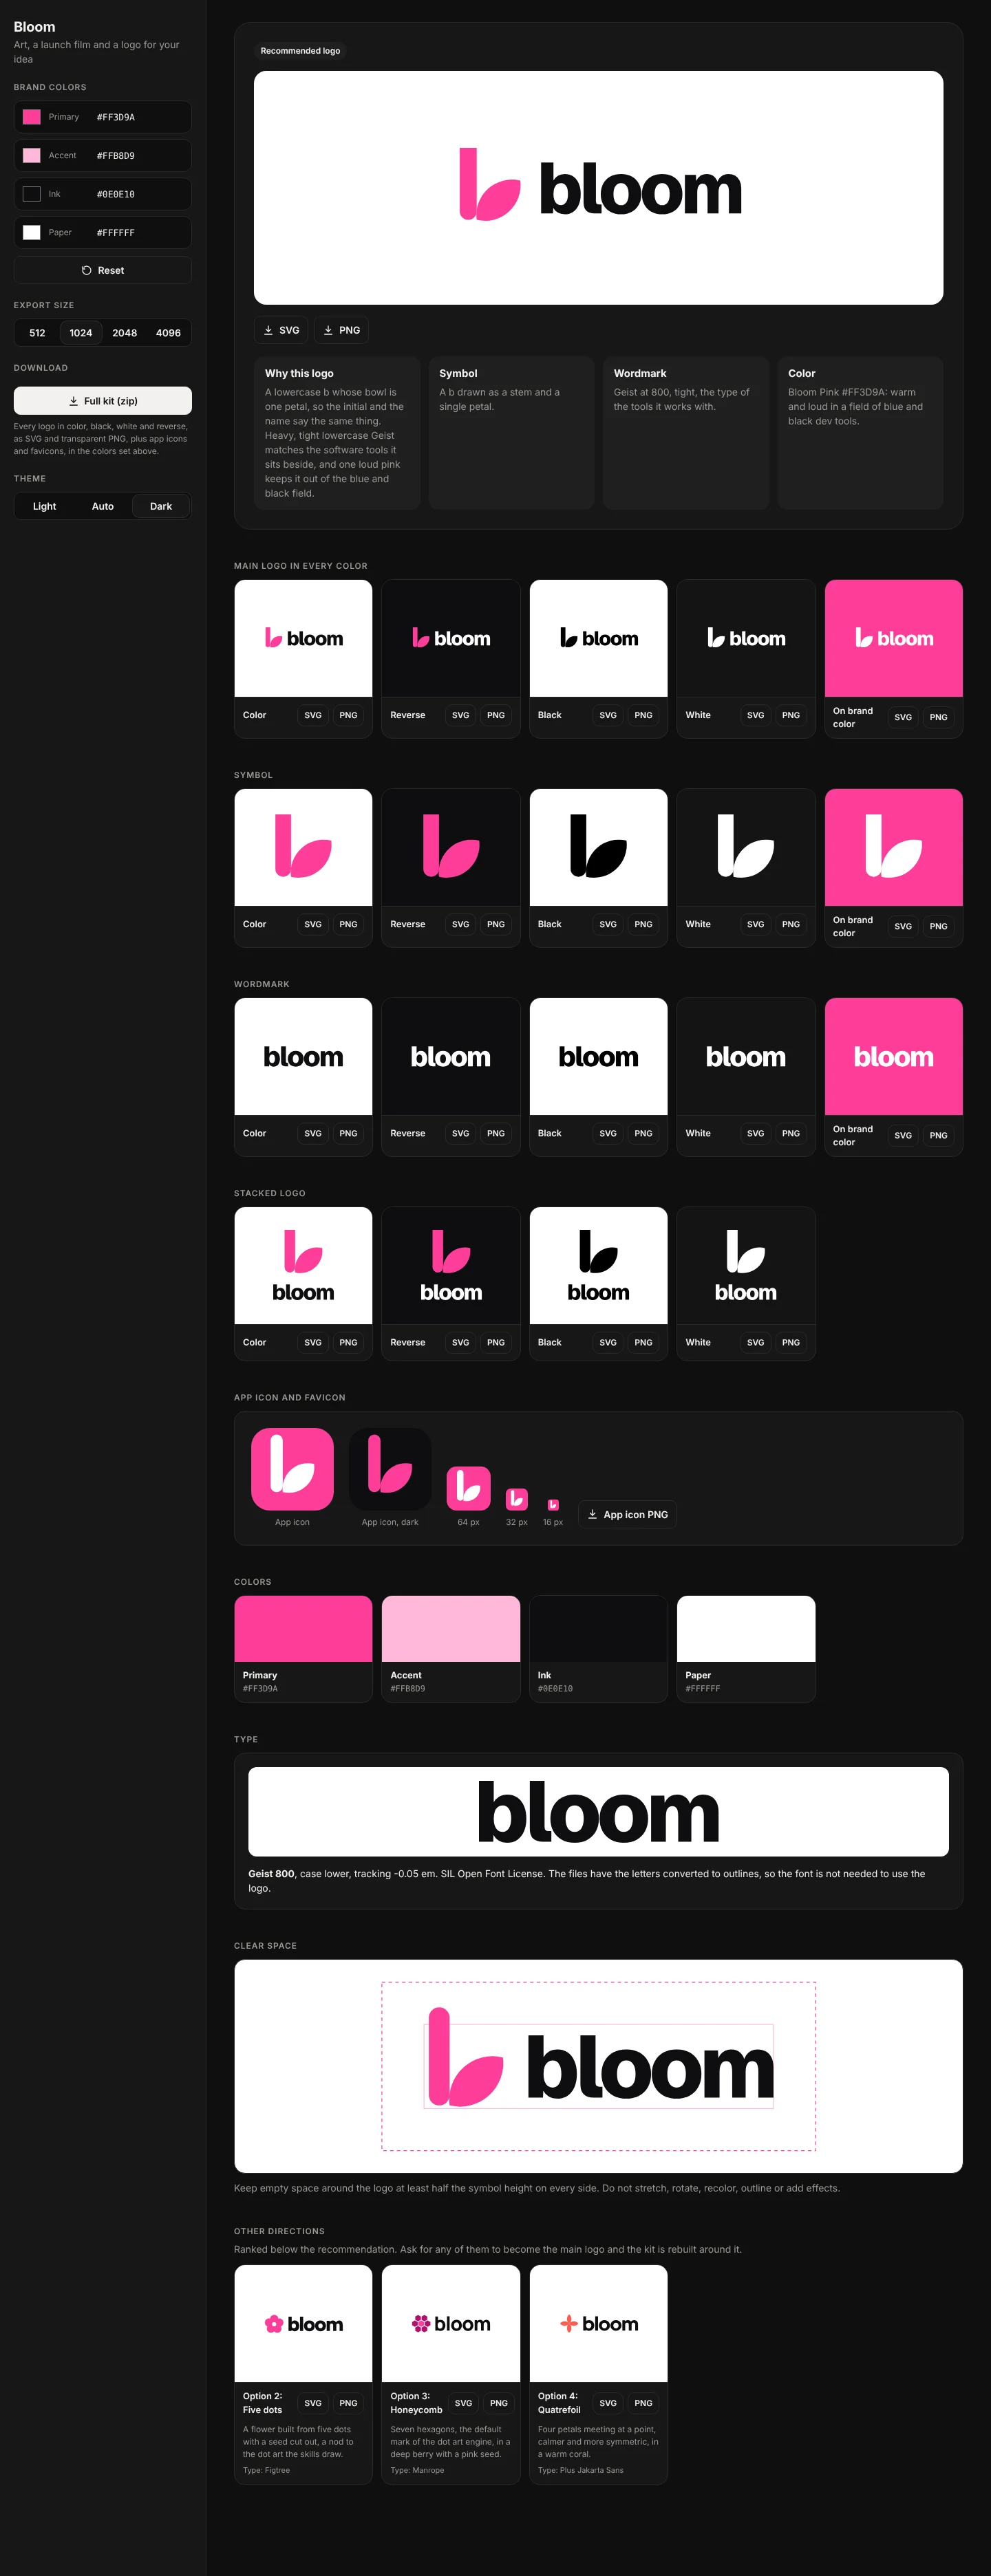 Bloom
Art, a launch film and a logo for your
idea
BRAND COLORS
Primary #FF3D9A
Accent #FFB8D9
Ink #0E0E10
Paper #FFFFFF
Reset
EXPORT SIZE
512 1024 2048 4096
DOWNLOAD
Full kit (zip)
Every logo in color, black, white and reverse,
as SVG and transparent PNG, plus app icons
and favicons, in the colors set above.
THEME
Light Auto Dark
Recommended logo
bloom
SVG PNG
Why this logo
A lowercase b whose bowl is
one petal, so the initial and the
name say the same thing.
Heavy, tight lowercase Geist
matches the software tools it
sits beside, and one loud pink
keeps it out of the blue and
black field.
Symbol
A b drawn as a stem and a
single petal.
Wordmark
Geist at 800, tight, the type of
the tools it works with.
Color
Bloom Pink #FF3D9A: warm
and loud in a field of blue and
black dev tools.
MAIN LOGO IN EVERY COLOR
bloom bloom bloom bloom bloom
Color SVG PNG
Reverse SVG PNG
Black SVG PNG
White SVG PNG
On brand
color SVG PNG
SYMBOL
Color SVG PNG
Reverse SVG PNG
Black SVG PNG
White SVG PNG
On brand
color SVG PNG
WORDMARK
bloom bloom bloom bloom bloom
Color SVG PNG
Reverse SVG PNG
Black SVG PNG
White SVG PNG
On brand
color SVG PNG
STACKED LOGO
bloom bloom bloom bloom
Color SVG PNG
Reverse SVG PNG
Black SVG PNG
White SVG PNG
APP ICON AND FAVICON
App icon App icon, dark 64 px 32 px 16 px
App icon PNG
COLORS
Primary
#FF3D9A
Accent
#FFB8D9
Ink
#0E0E10
Paper
#FFFFFF
TYPE
bloom
Geist 800, case lower, tracking -0.05 em. SIL Open Font License. The files have the letters converted to outlines, so the font is not needed to use the
logo.
CLEAR SPACE
bloom
Keep empty space around the logo at least half the symbol height on every side. Do not stretch, rotate, recolor, outline or add effects.
OTHER DIRECTIONS
Ranked below the recommendation. Ask for any of them to become the main logo and the kit is rebuilt around it.
bloom bloom bloom
Option 2:
Five dots
SVG PNG
A flower built from five dots
with a seed cut out, a nod to
the dot art the skills draw.
Type: Figtree
Option 3:
Honeycomb
SVG PNG
Seven hexagons, the default
mark of the dot art engine, in a
deep berry with a pink seed.
Type: Manrope
Option 4:
Quatrefoil
SVG PNG
Four petals meeting at a point,
calmer and more symmetric, in
a warm coral.
Type: Plus Jakarta Sans